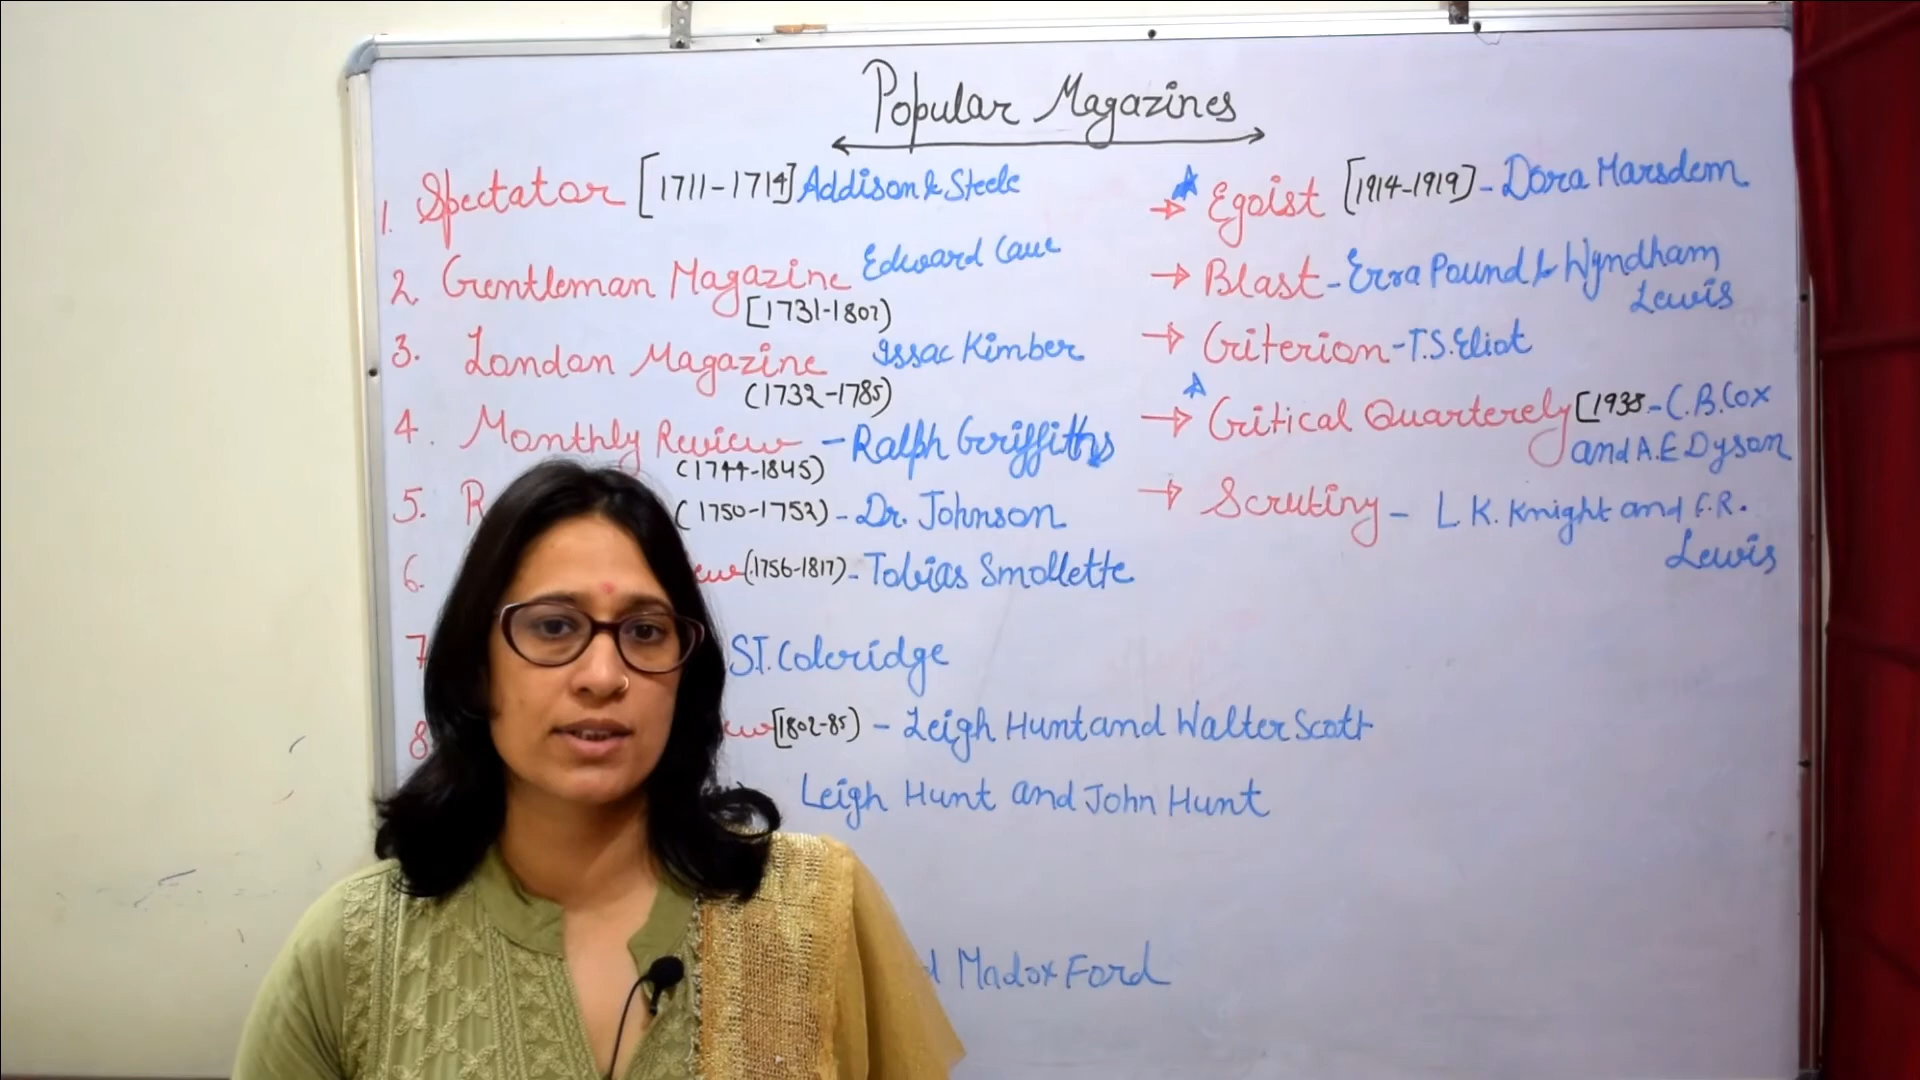 Popular Magazines
1. Spectator [1711-1714] Addison & Steele
2. Gentleman Magazine Edward Cave
[1731-1807)
3. London Magazine Issac Kimber
(1732-1785)
4. Monthly Review - Ralph Griffiths
(1744-1845)
5. R (1750-1752) - Dr. Johnson
6. (1756-1817) - Tobias Smollette
7 S.T. Coleridge
8 [1802-85) - Leigh Hunt and Walter Scott
Leigh Hunt and John Hunt
Madox Ford
→ Egoist [1914-1919] - Dora Marsdem
→ Blast - Ezra Pound & Wyndham
Lewis
→ Criterion - T.S. Eliot
→ Critical Quarterely [1938 - C.B. Cox
and A.E Dyson
→ Scrutiny - L.K. Knight and F.R.
Lewis